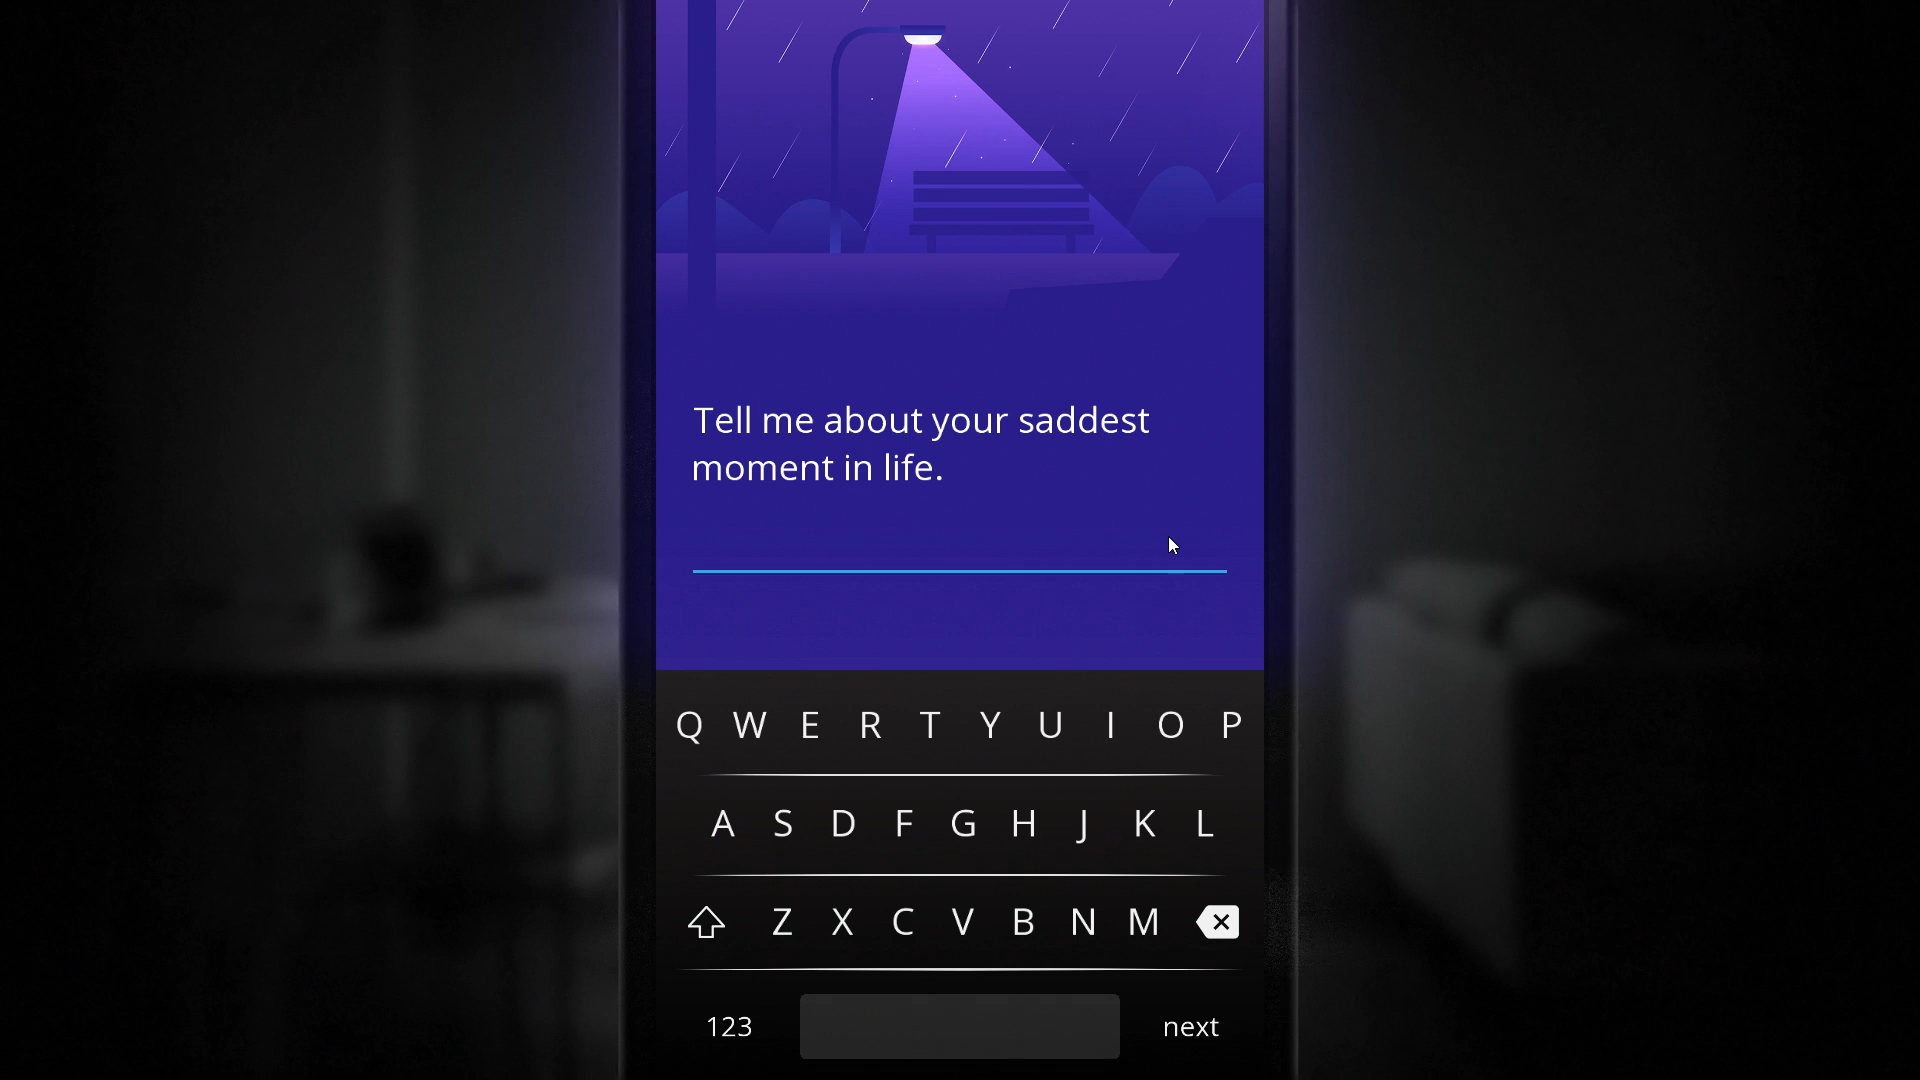 Tell me about your saddest
moment in life.
Q W E R T Y U I O P
A S D F G H J K L
Z X C V B N M
123 next